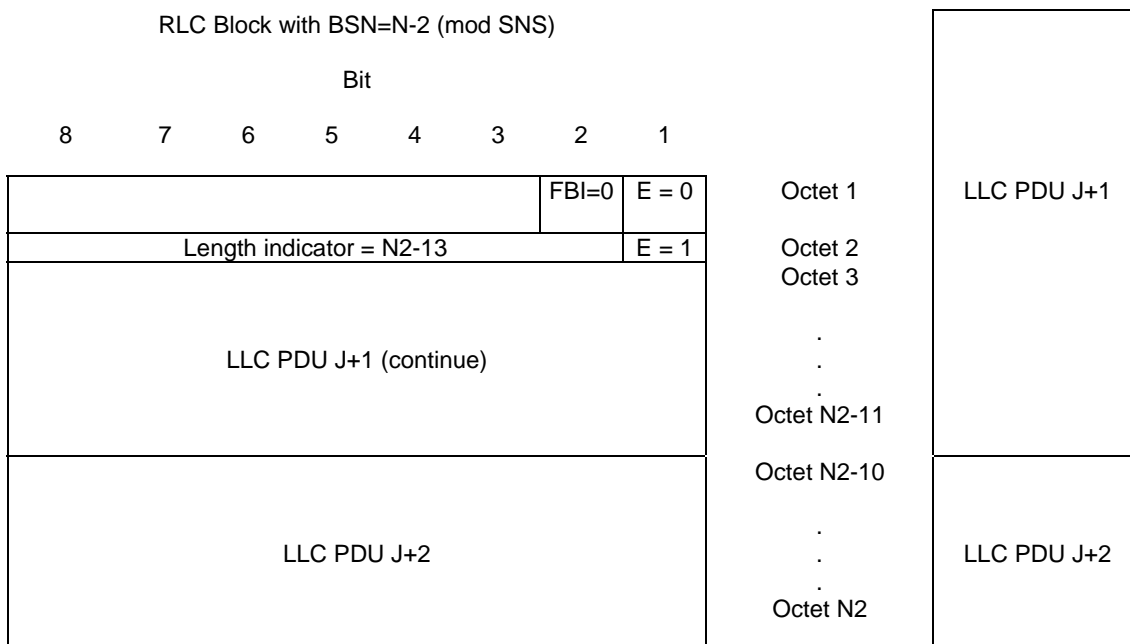 RLC Block with BSN=N-2 (mod SNS)
Bit
8 7 6 5 4 3 2 1
FBI=0 E = 0 Octet 1 LLC PDU J+1
Length indicator = N2-13 E = 1 Octet 2
Octet 3
.
LLC PDU J+1 (continue) .
.
Octet N2-11
Octet N2-10
.
LLC PDU J+2 . LLC PDU J+2
.
Octet N2